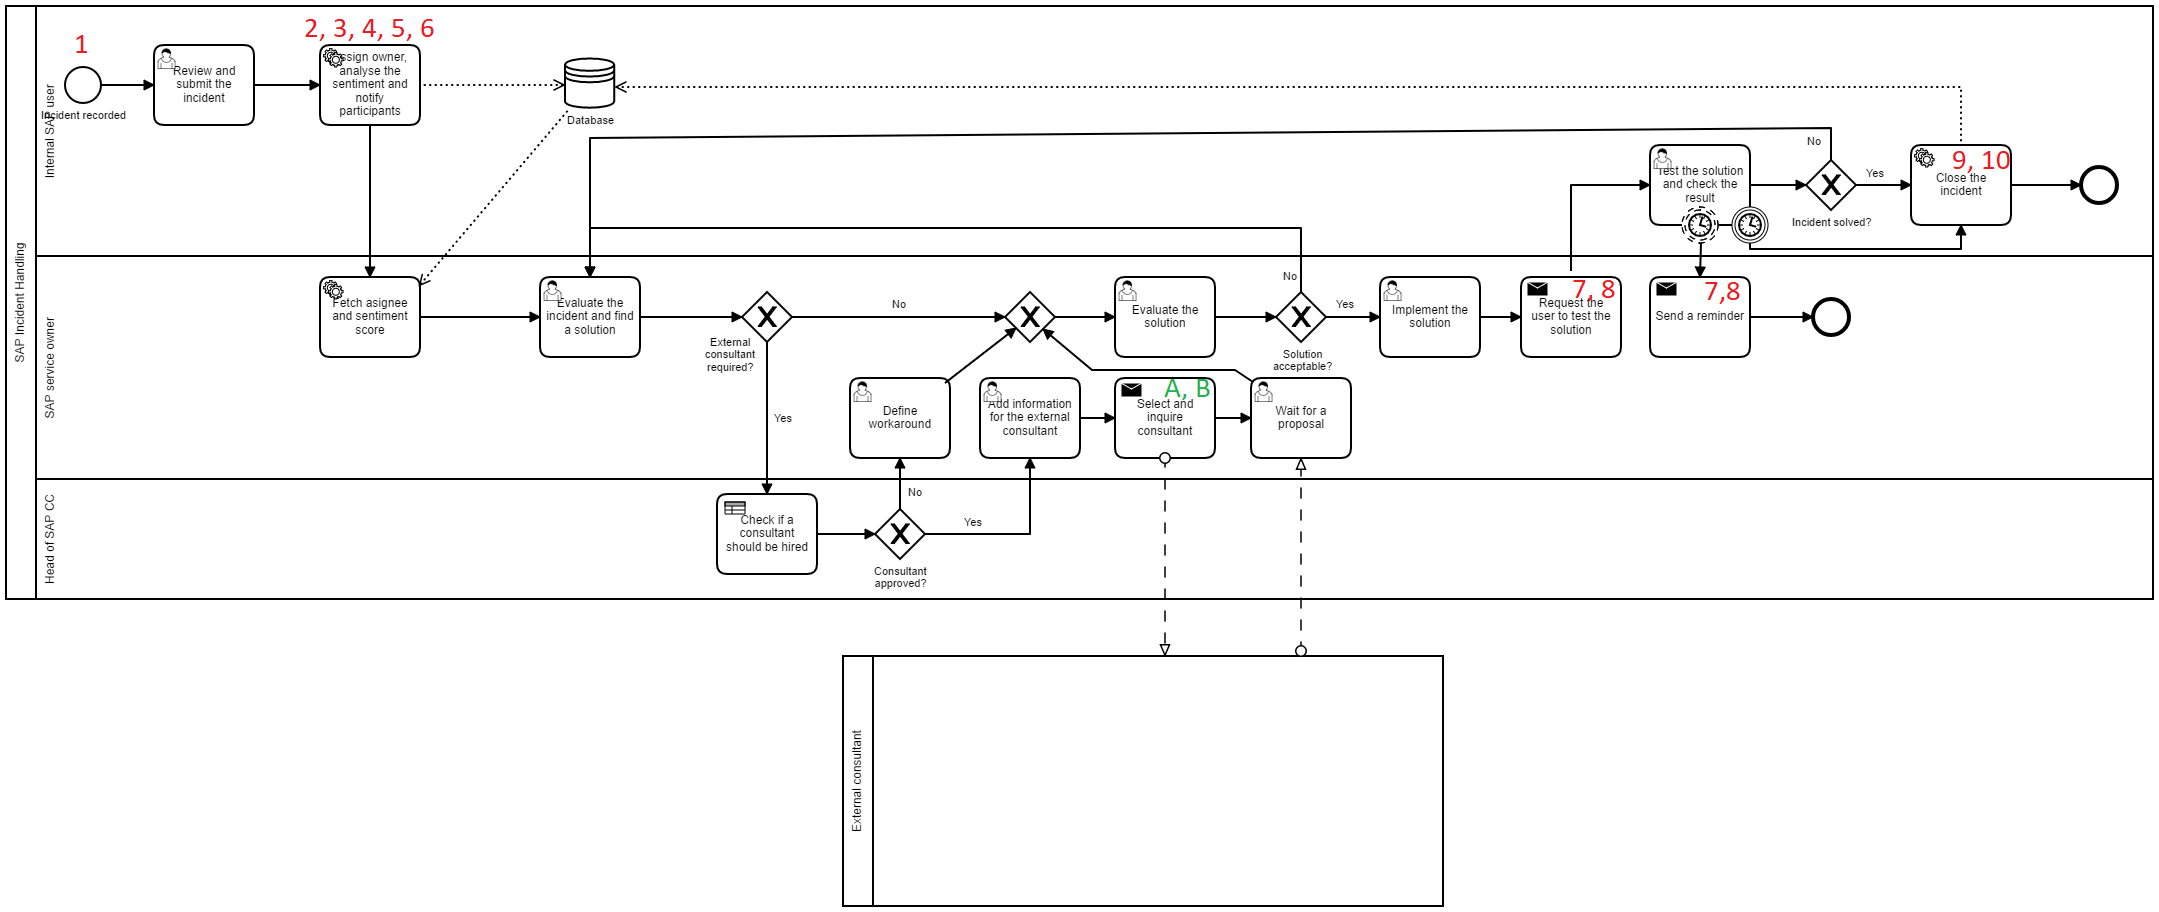 SAP Incident Handling
Internal SAP user
1
Incident recorded
Review and
submit the
incident
2, 3, 4, 5, 6
Assign owner,
analyse the
sentiment and
notify
participants
Database
Test the solution
and check the
result
No
Yes
Incident solved?
9, 10
Close the
incident
SAP service owner
Fetch asignee
and sentiment
score
Evaluate the
incident and find
a solution
External
consultant
required?
No
Yes
Evaluate the
solution
No
Yes
Solution
acceptable?
Implement the
solution
7, 8
Request the
user to test the
solution
7,8
Send a reminder
Define
workaround
Add information
for the external
consultant
A, B
Select and
inquire
consultant
Wait for a
proposal
Head of SAP CC
Check if a
consultant
should be hired
No
Yes
Consultant
approved?
External consultant